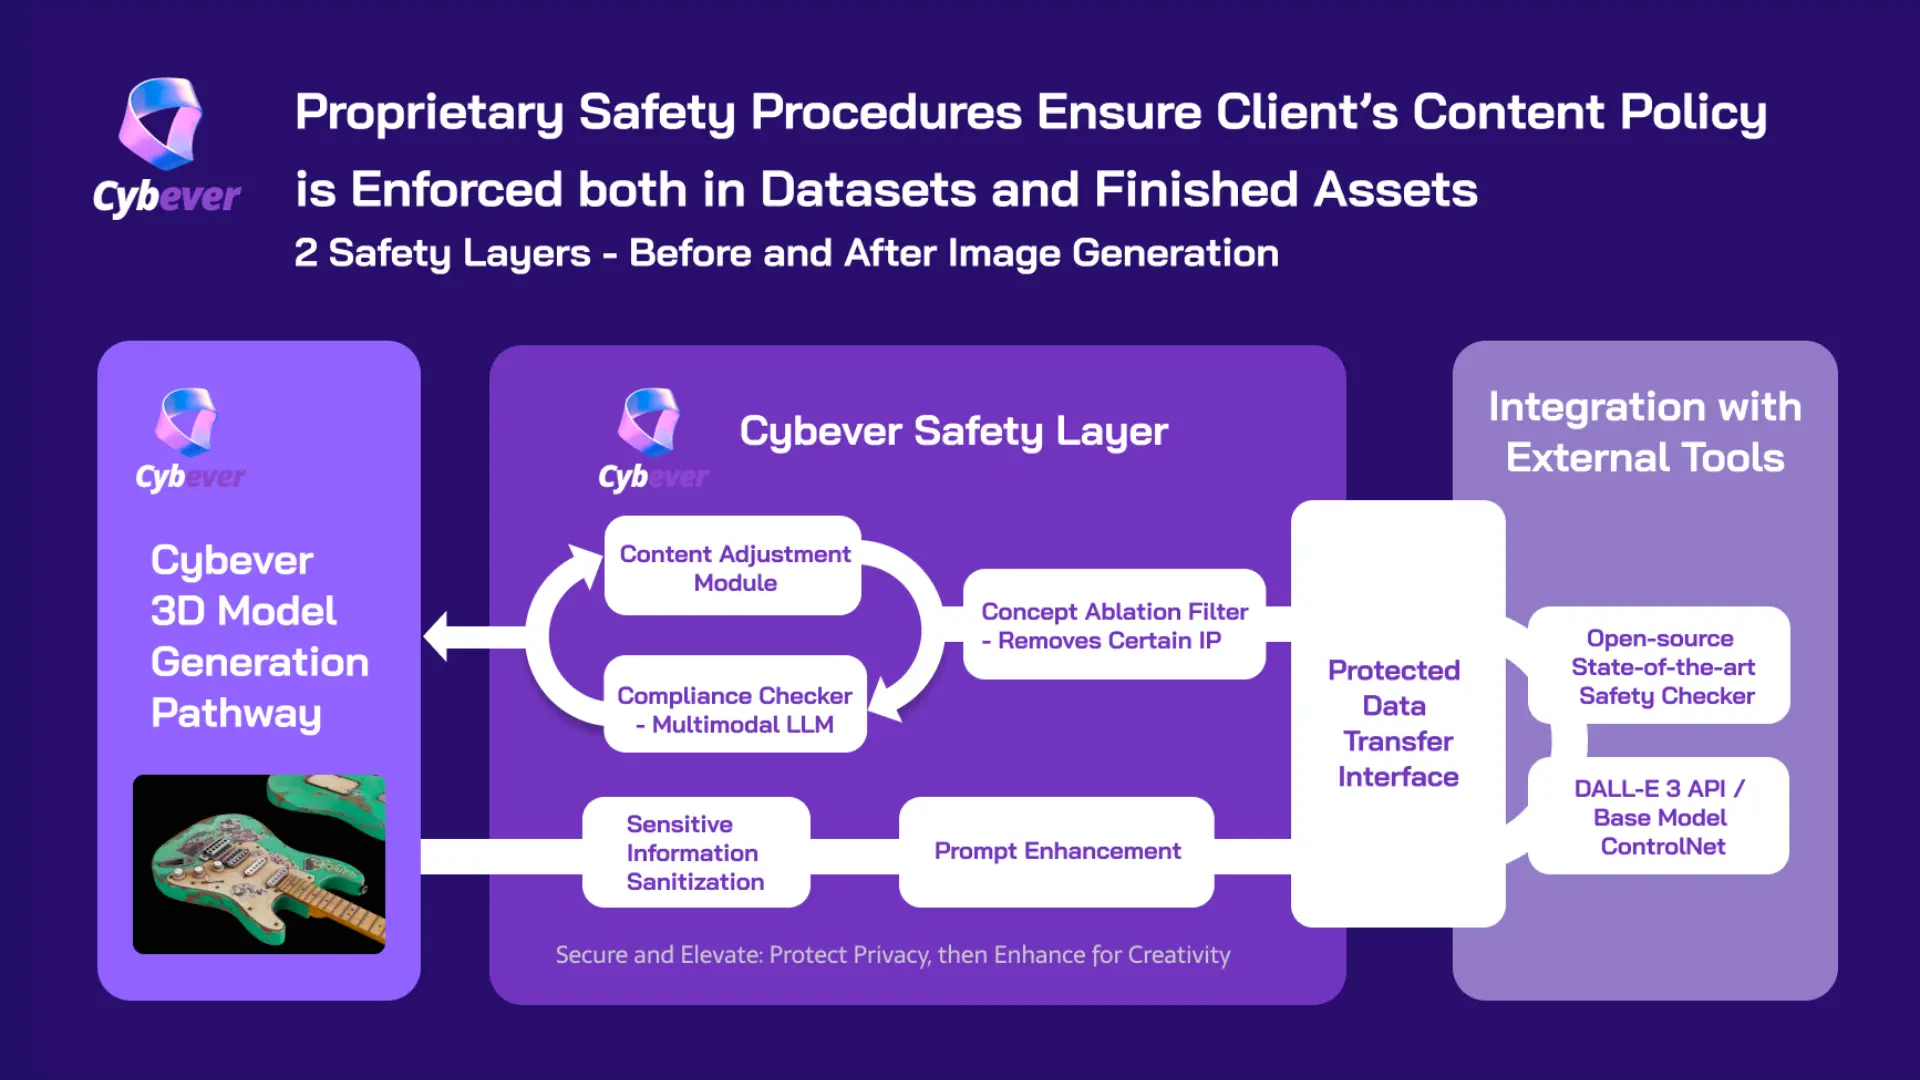 Cybever
Proprietary Safety Procedures Ensure Client's Content Policy
is Enforced both in Datasets and Finished Assets
2 Safety Layers - Before and After Image Generation
Cybever
Cybever
3D Model
Generation
Pathway
Cybever
Cybever Safety Layer
Content Adjustment
Module
Compliance Checker
- Multimodal LLM
Concept Ablation Filter
- Removes Certain IP
Sensitive
Information
Sanitization
Prompt Enhancement
Secure and Elevate: Protect Privacy, then Enhance for Creativity
Protected
Data
Transfer
Interface
Integration with
External Tools
Open-source
State-of-the-art
Safety Checker
DALL-E 3 API /
Base Model
ControlNet